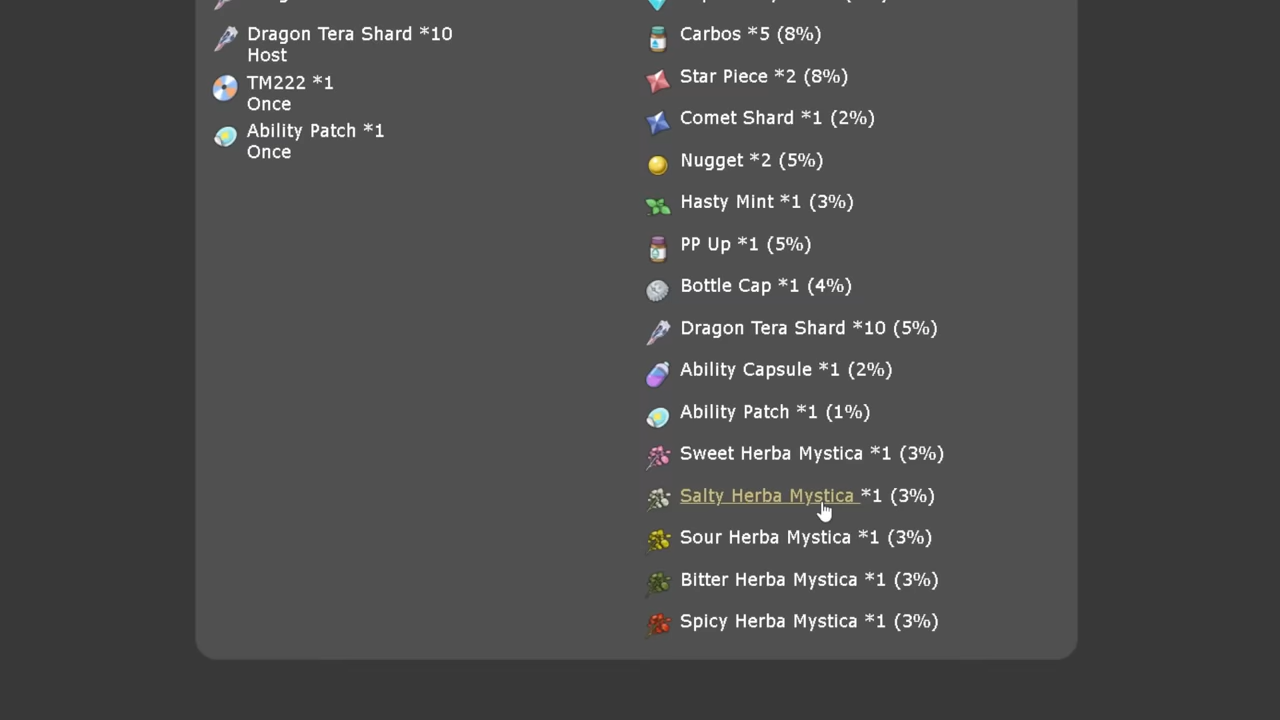 Dragon Tera Shard *10
Host
TM222 *1
Once
Ability Patch *1
Once
Carbos *5 (8%)
Star Piece *2 (8%)
Comet Shard *1 (2%)
Nugget *2 (5%)
Hasty Mint *1 (3%)
PP Up *1 (5%)
Bottle Cap *1 (4%)
Dragon Tera Shard *10 (5%)
Ability Capsule *1 (2%)
Ability Patch *1 (1%)
Sweet Herba Mystica *1 (3%)
Salty Herba Mystica *1 (3%)
Sour Herba Mystica *1 (3%)
Bitter Herba Mystica *1 (3%)
Spicy Herba Mystica *1 (3%)